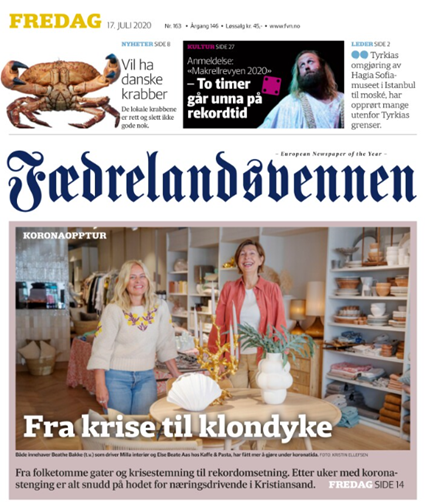 FREDAG 17. JULI 2020 Nr. 163 • Årgang 146 • Løssalg kr. 45,- • www.fvn.no
NYHETER SIDE 8
Vil ha
danske
krabber
De lokale krabbene
er rett og slett ikke
gode nok.
KULTUR SIDE 27
Anmeldelse:
«Makrellrevyen 2020»
– To timer
går unna på
rekordtid
LEDER SIDE 2
Tyrkias
omgjøring av
Hagia Sofia-
museet i Istanbul
til moské, har
opprørt mange
utenfor Tyrkias
grenser.
– European Newspaper of the Year –
Fædrelandsvennen
KORONAOPPTUR
Fra krise til klondyke
Både innehaver Beathe Bakke (t.v.) som driver Milla Interiør og Else Beate Aas hos Kaffe & Pasta, har fått mer å gjøre under koronatida. FOTO: KRISTIN ELLEFSEN
Fra folketomme gater og krisestemning til rekordomsetning. Etter uker med korona-
stenging er alt snudd på hodet for næringsdrivende i Kristiansand. FREDAG SIDE 14